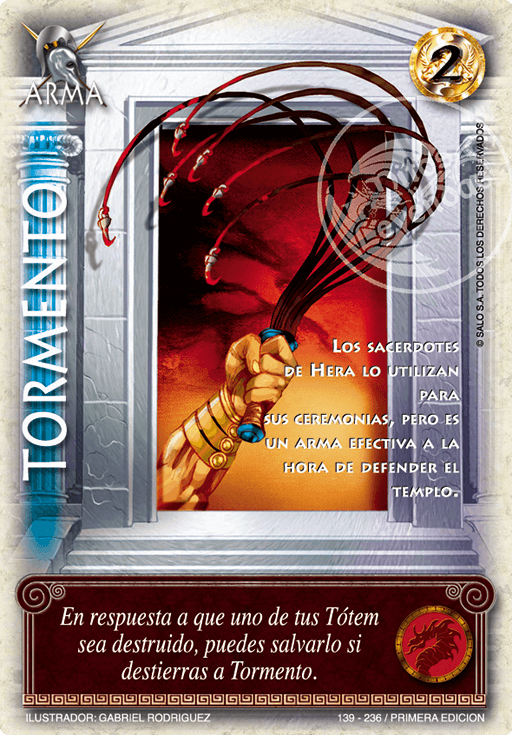 ARMA
2
TORMENTO
© SALO S.A. TODOS LOS DERECHOS RESERVADOS
LOS SACERDOTES
DE HERA LO UTILIZAN
PARA
SUS CEREMONIAS, PERO ES
UN ARMA EFECTIVA A LA
HORA DE DEFENDER EL
TEMPLO.
En respuesta a que uno de tus Tótem
sea destruido, puedes salvarlo si
destierras a Tormento.
ILUSTRADOR: GABRIEL RODRIGUEZ
139 - 236 / PRIMERA EDICION